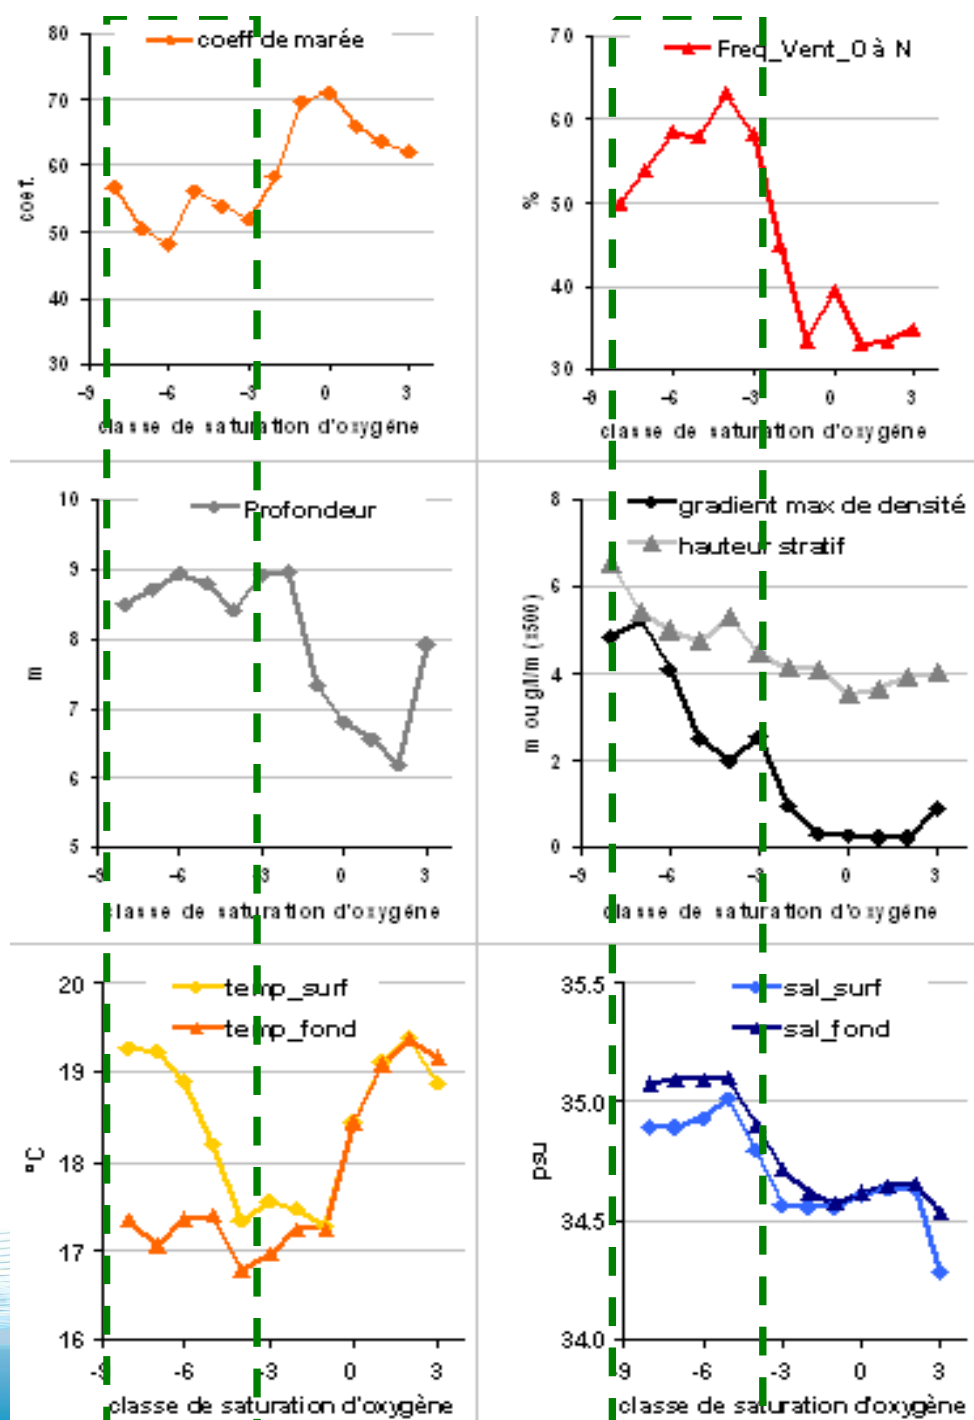 coeff de marée
80
70
60
50
40
30
coef.
-9 -6 -3 0 3
classe de saturation d'oxygène
Freq_Vent_O à N
70
60
50
40
30
%
-9 -6 -3 0 3
classe de saturation d'oxygène
Profondeur
10
9
8
7
6
5
m
-9 -6 -3 0 3
classe de saturation d'oxygène
gradient max de densité
hauteur stratif
8
6
4
2
0
m ou g/l/m (x500)
-9 -6 -3 0 3
classe de saturation d'oxygène
temp_surf
temp_fond
20
19
18
17
16
°C
-9 -6 -3 0 3
classe de saturation d'oxygène
sal_surf
sal_fond
35.5
35.0
34.5
34.0
psu
-9 -6 -3 0 3
classe de saturation d'oxygène